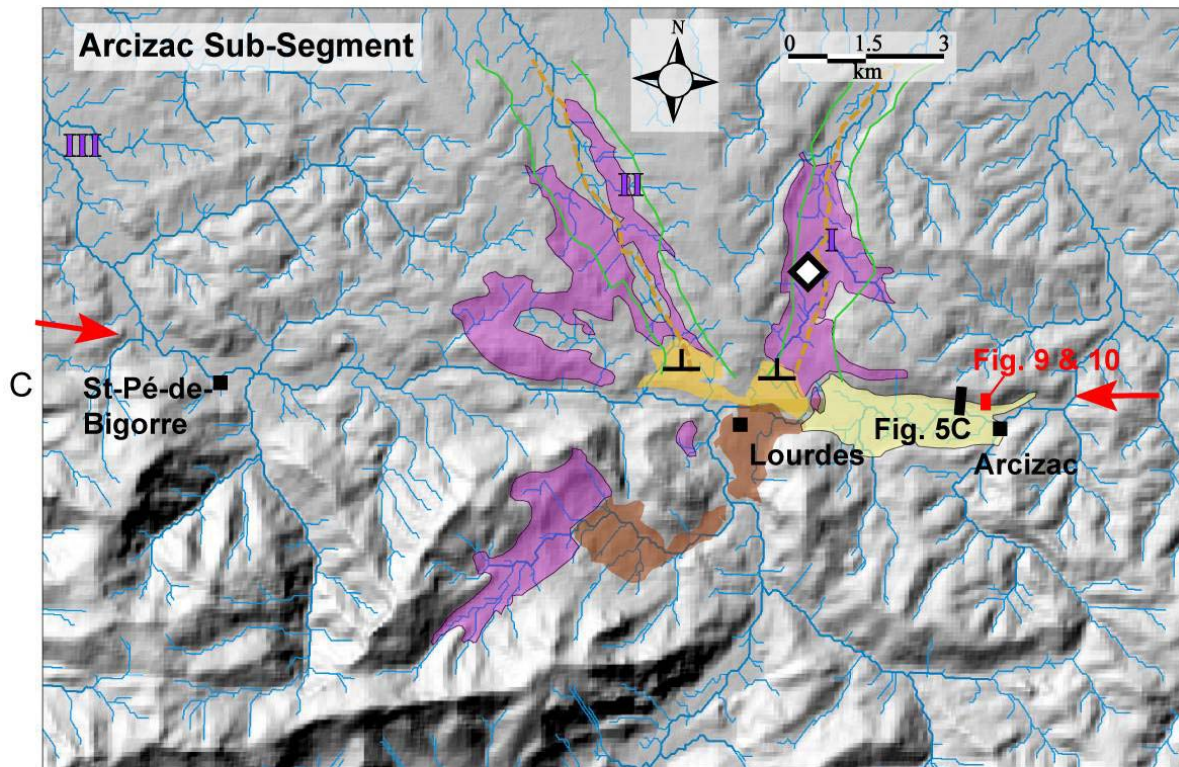 Arcizac Sub-Segment
N
0 1.5 3
km
III
II
I
Fig. 9 & 10
C
St-Pé-de-
Bigorre
Fig. 5C
Lourdes
Arcizac